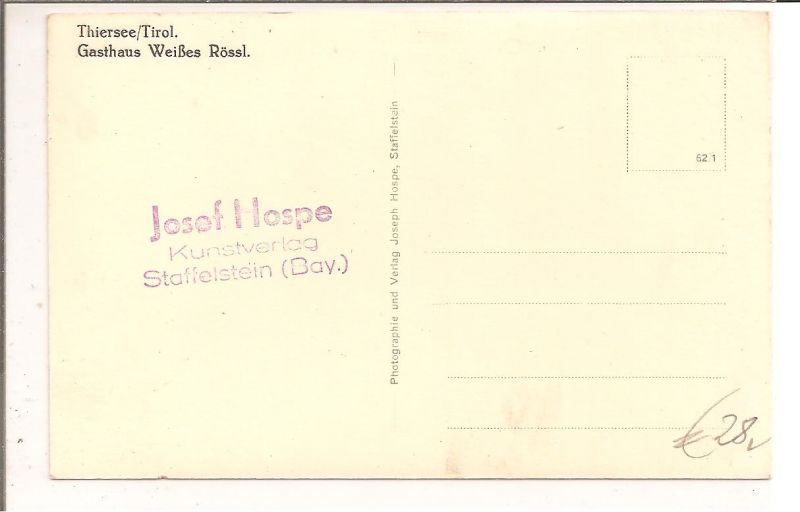 Thiersee/Tirol.
Gasthaus Weißes Rössl.
Josef Hospe
Kunstverlag
Staffelstein (Bay.)
Photographie und Verlag Joseph Hospe, Staffelstein
62/1
€ 28,